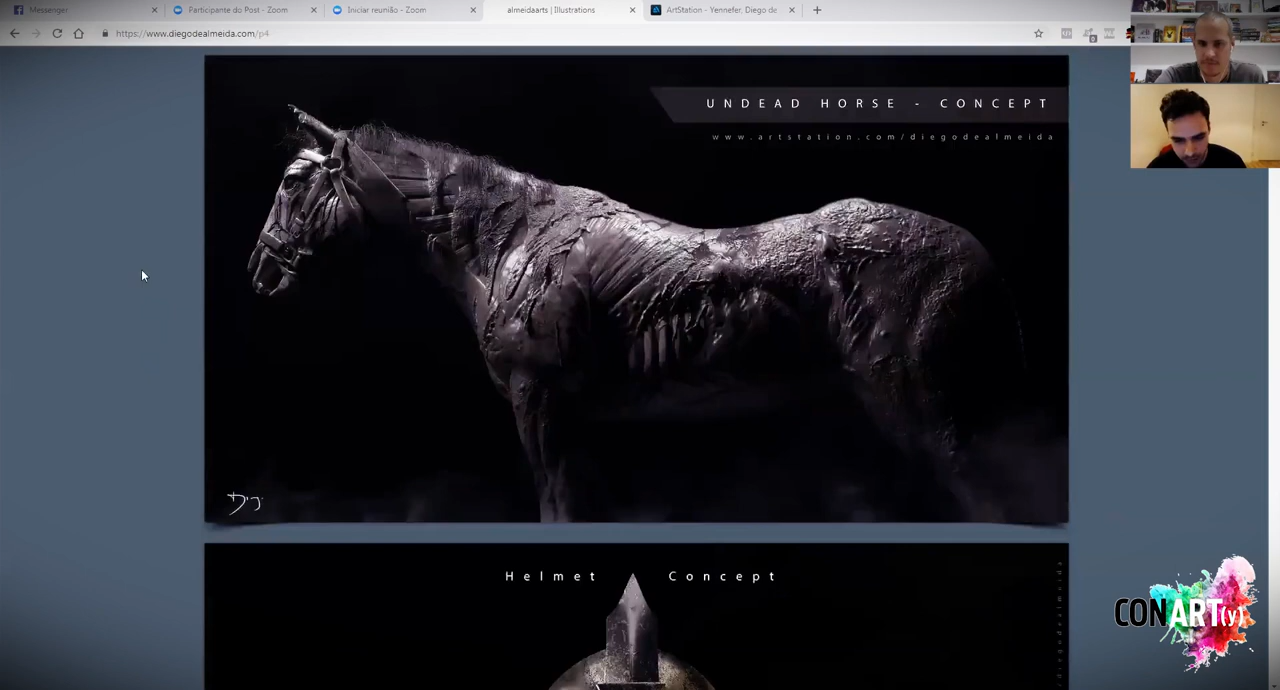 Messenger
Participante do Post - Zoom
Iniciar reunião - Zoom
almeidaarts | Illustrations
ArtStation - Yennefer, Diego de
https://www.diegodealmeida.com/p4
UNDEAD HORSE - CONCEPT
www.artstation.com/diegodealmeida
Helmet Concept
CONART(y)